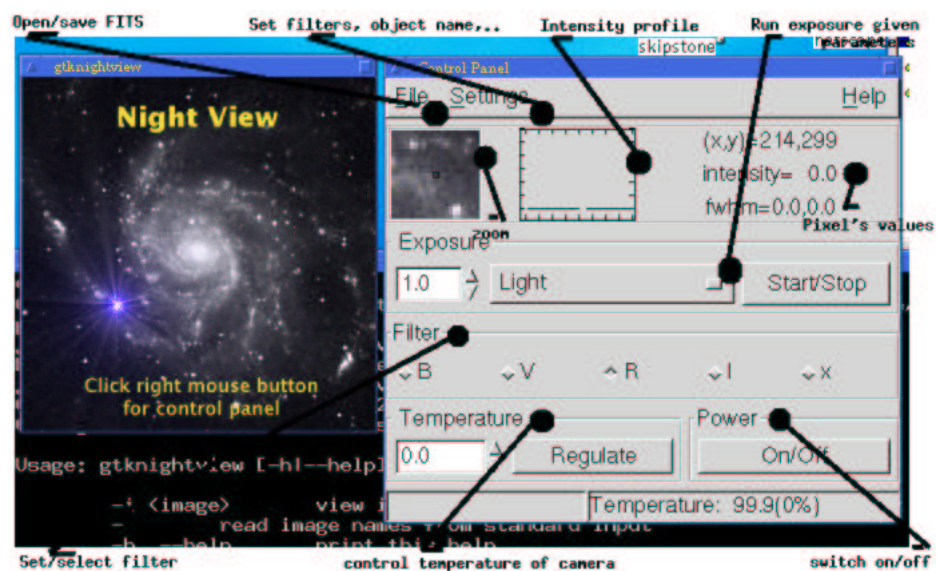 Open/save FITS
Set filters, object name,..
Intensity profile
Run exposure given
parameters
skipstone
gtknightview
Control Panel
Night View
Click right mouse button
for control panel
File Settings Help
(x,y)=214,299
intensity= 0.0
fwhm=0.0,0.0
zoom
Pixel's values
Exposure
1.0
Light
Start/Stop
Filter
B V R I x
Temperature
0.0
Regulate
Power
On/Off
Temperature: 99.9(0%)
Usage: gtknightview [-h|--help]
<image> view
- read image names from standard input
-h --help print this help
Set/select filter
control temperature of camera
switch on/off